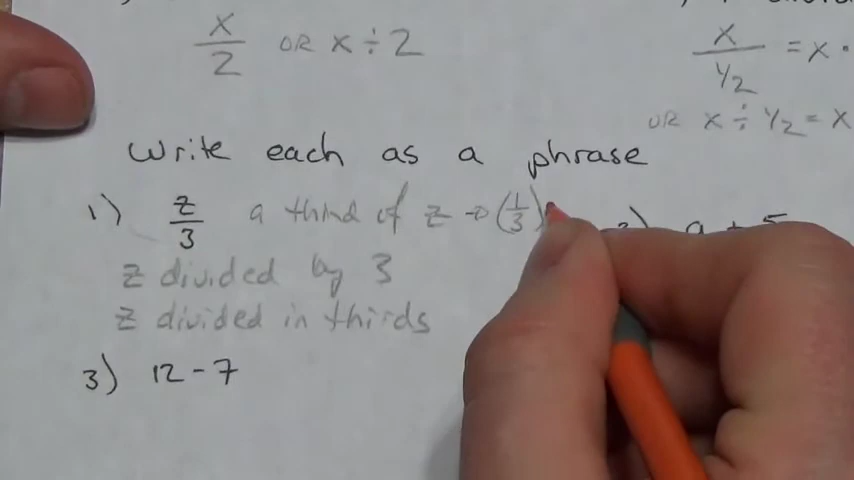 x/2 OR x ÷ 2
x/(1/2) = x ·
OR x ÷ 1/2 = x
Write each as a phrase
1) z/3 a third of z → (1/3)
z divided by 3
z divided in thirds
3) 12 - 7